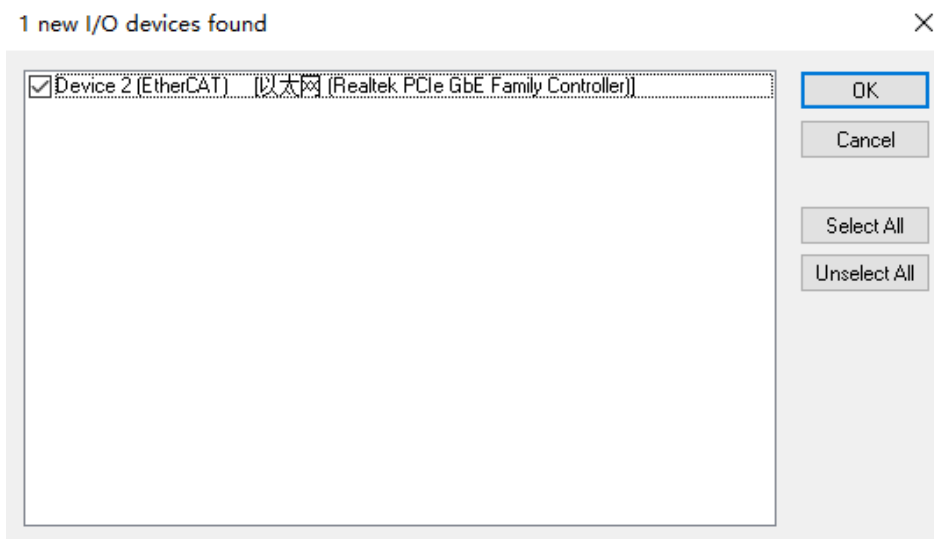 1 new I/O devices found
Device 2 (EtherCAT) [以太网 (Realtek PCIe GbE Family Controller)]
OK
Cancel
Select All
Unselect All